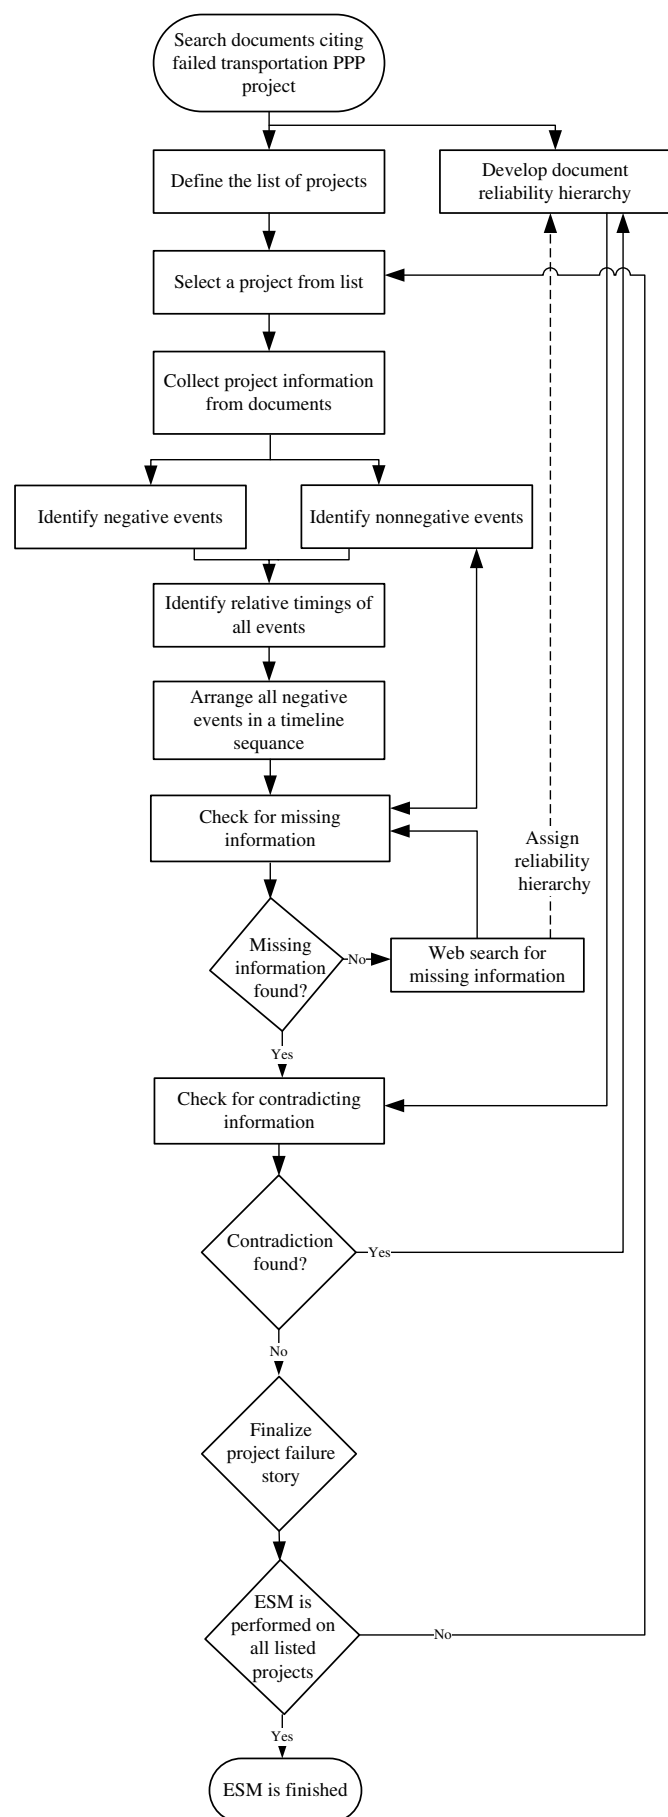 Search documents citing
failed transportation PPP
project
Define the list of projects
Develop document
reliability hierarchy
Select a project from list
Collect project information
from documents
Identify negative events
Identify nonnegative events
Identify relative timings of
all events
Arrange all negative
events in a timeline
sequance
Check for missing
information
Assign
reliability
hierarchy
Missing
information
found?
No
Web search for
missing information
Yes
Check for contradicting
information
Contradiction
found?
Yes
No
Finalize
project failure
story
ESM is
performed on
all listed
projects
No
Yes
ESM is finished